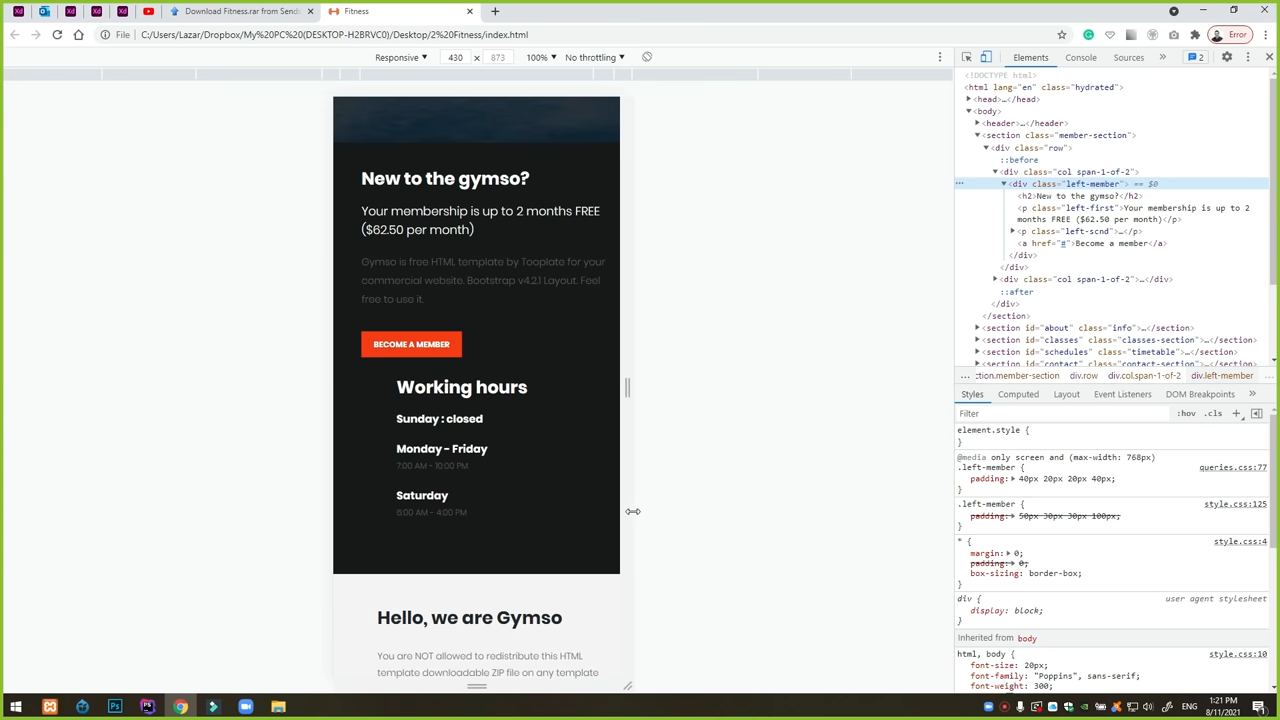 Download Fitness.rar from Senda
Fitness
File
C:/Users/Lazar/Dropbox/My%20PC%20(DESKTOP-H2BRVC0)/Desktop/2%20Fitness/index.html
Error
Responsive
430
×
873
100%
No throttling
Elements
Console
Sources
2
New to the gymso?
Your membership is up to 2 months FREE
($62.50 per month)
Gymso is free HTML template by Tooplate for your
commercial website. Bootstrap v4.2.1 Layout. Feel
free to use it.
BECOME A MEMBER
Working hours
Sunday : closed
Monday - Friday
7:00 AM - 10:00 PM
Saturday
6:00 AM - 4:00 PM
Hello, we are Gymso
You are NOT allowed to redistribute this HTML
template downloadable ZIP file on any template
<!DOCTYPE html>
<html lang="en" class="hydrated">
<head>…</head>
<body>
<header>…</header>
<section class="member-section">
<div class="row">
::before
<div class="col span-1-of-2">
<div class="left-member"> == $0
<h2>New to the gymso?</h2>
<p class="left-first">Your membership is up to 2
months FREE ($62.50 per month)</p>
<p class="left-scnd">…</p>
<a href="#">Become a member</a>
</div>
</div>
<div class="col span-1-of-2">…</div>
::after
</div>
</section>
<section id="about" class="info">…</section>
<section id="classes" class="classes-section">…</section>
<section id="schedules" class="timetable">…</section>
<section id="contact" class="contact-section">…</section>
…
ction.member-section
div.row
div.col.span-1-of-2
div.left-member
…
Styles
Computed
Layout
Event Listeners
DOM Breakpoints
Filter
:hov
.cls
element.style {
}
@media only screen and (max-width: 768px)
.left-member {
queries.css:77
padding: 40px 20px 20px 40px;
}
.left-member {
style.css:125
padding: 50px 30px 30px 100px;
}
* {
style.css:4
margin: 0;
padding: 0;
box-sizing: border-box;
}
div {
user agent stylesheet
display: block;
}
Inherited from body
html, body {
style.css:10
font-size: 20px;
font-family: "Poppins", sans-serif;
font-weight: 300;
ENG
1:21 PM
8/11/2021